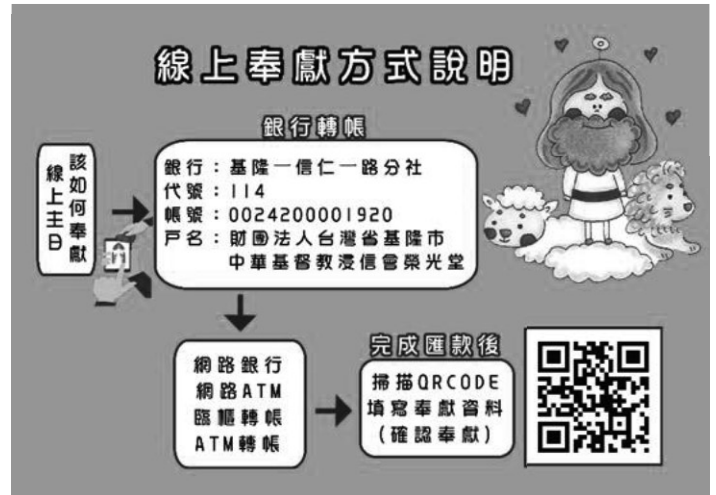 線上奉獻方式說明
線上主日
該如何奉獻
銀行轉帳
銀行：基隆一信仁一路分社
代號：114
帳號：0024200001920
戶名：財團法人台灣省基隆市
中華基督教浸信會榮光堂
網路銀行
網路ATM
臨櫃轉帳
ATM轉帳
完成匯款後
掃描QRCODE
填寫奉獻資料
(確認奉獻)